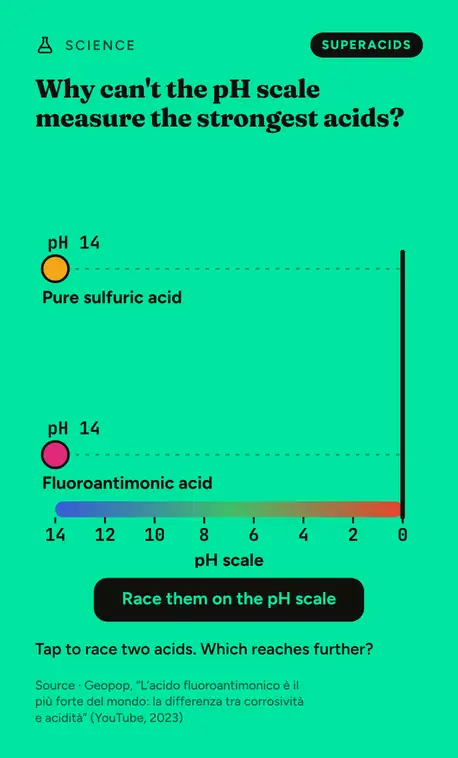 SCIENCE
SUPERACIDS
Why can't the pH scale
measure the strongest acids?
pH 14
Pure sulfuric acid
pH 14
Fluoroantimonic acid
14 12 10 8 6 4 2 0
pH scale
Race them on the pH scale
Tap to race two acids. Which reaches further?
Source · Geopop, “L’acido fluoroantimonico è il
più forte del mondo: la differenza tra corrosività
e acidità” (YouTube, 2023)